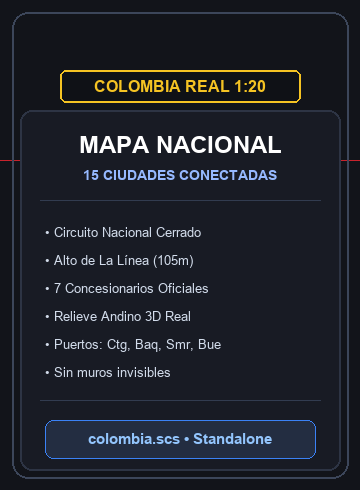 COLOMBIA REAL 1:20
MAPA NACIONAL
15 CIUDADES CONECTADAS
• Circuito Nacional Cerrado
• Alto de La Línea (105m)
• 7 Concesionarios Oficiales
• Relieve Andino 3D Real
• Puertos: Ctg, Baq, Smr, Bue
• Sin muros invisibles
colombia.scs • Standalone